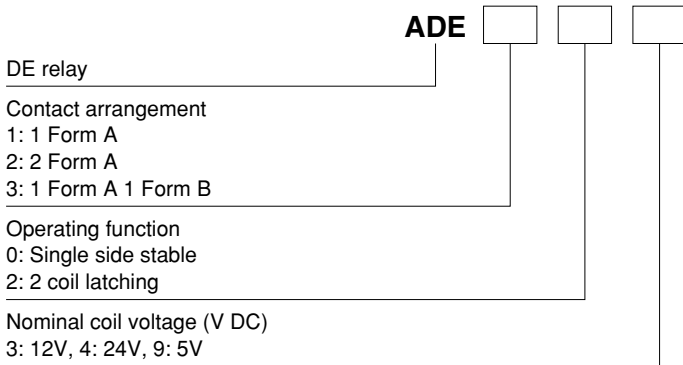 ADE
DE relay
Contact arrangement
1: 1 Form A
2: 2 Form A
3: 1 Form A 1 Form B
Operating function
0: Single side stable
2: 2 coil latching
Nominal coil voltage (V DC)
3: 12V, 4: 24V, 9: 5V